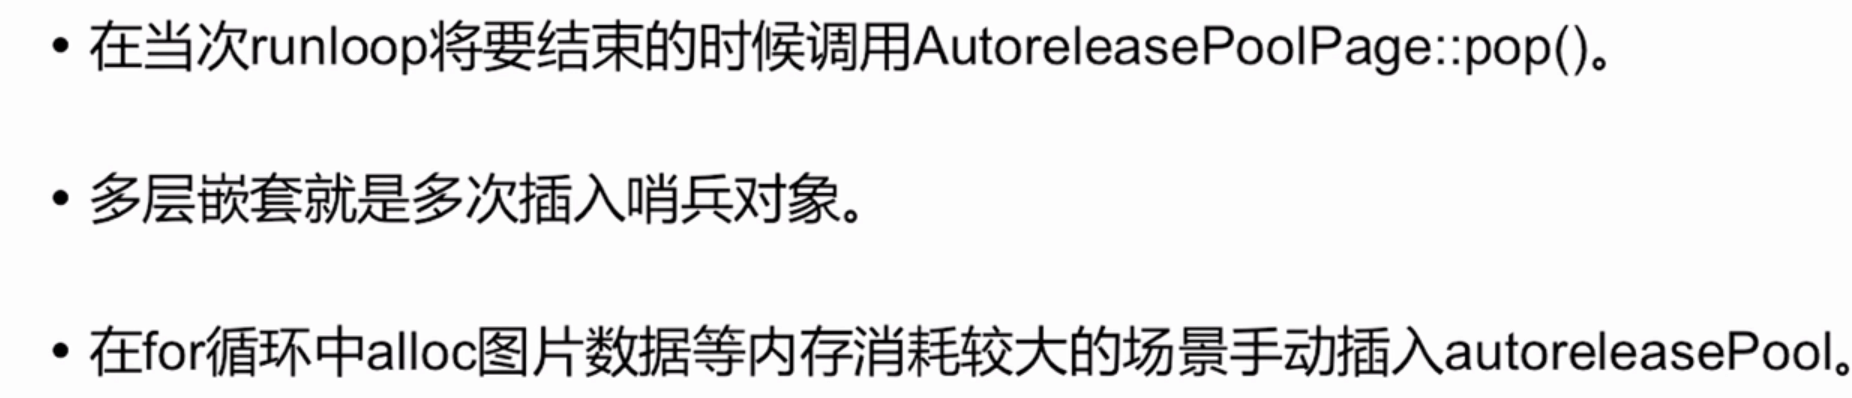 • 在当次runloop将要结束的时候调用AutoreleasePoolPage::pop()。
• 多层嵌套就是多次插入哨兵对象。
• 在for循环中alloc图片数据等内存消耗较大的场景手动插入autoreleasePool。